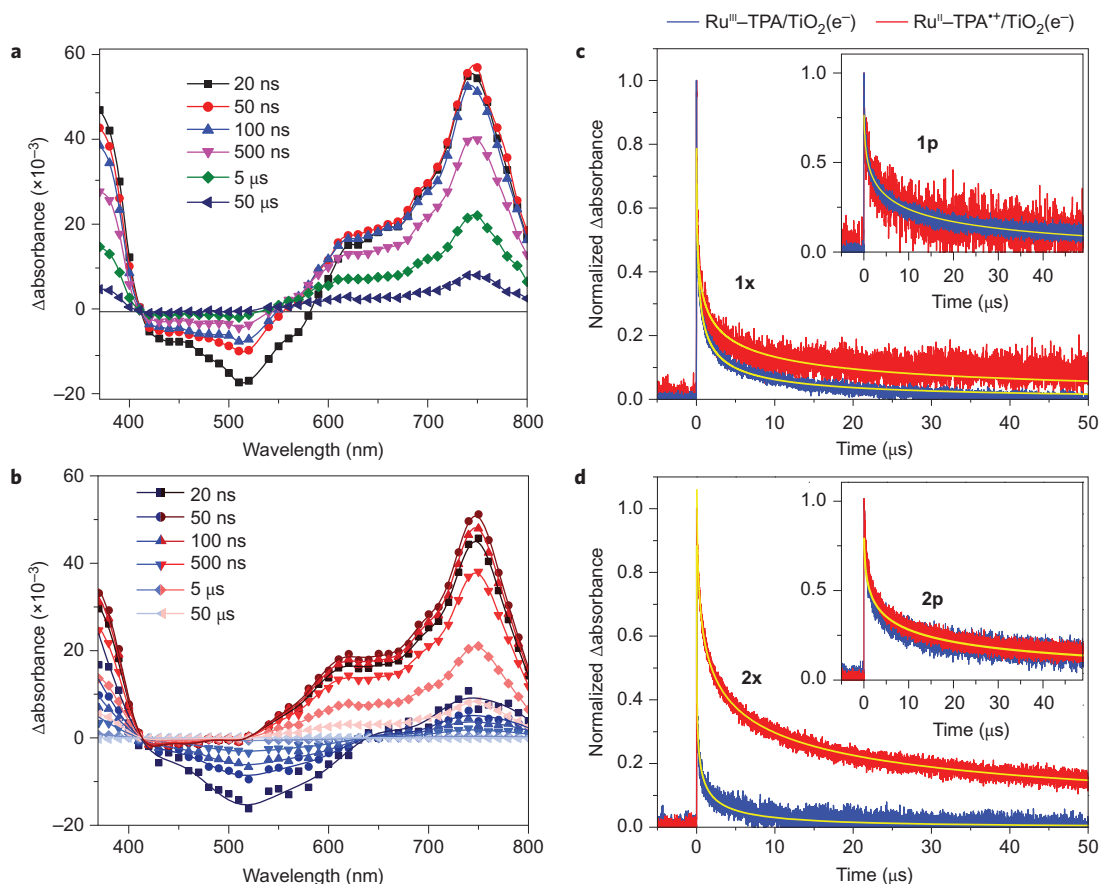 Ruᴵᴵᴵ–TPA/TiO₂(e⁻) Ruᴵᴵ–TPA•⁺/TiO₂(e⁻)
a
60
40
20
0
−20
Δabsorbance (×10⁻³)
20 ns
50 ns
100 ns
500 ns
5 μs
50 μs
400 500 600 700 800
Wavelength (nm)
c
1.0
0.8
0.6
0.4
0.2
0.0
Normalized Δabsorbance
1x
0 10 20 30 40 50
Time (μs)
1.0
0.5
0.0
1p
0 10 20 30 40
Time (μs)
b
60
40
20
0
−20
Δabsorbance (×10⁻³)
20 ns
50 ns
100 ns
500 ns
5 μs
50 μs
400 500 600 700 800
Wavelength (nm)
d
1.0
0.8
0.6
0.4
0.2
0.0
Normalized Δabsorbance
2x
0 10 20 30 40 50
Time (μs)
1.0
0.5
0.0
2p
0 10 20 30 40
Time (μs)